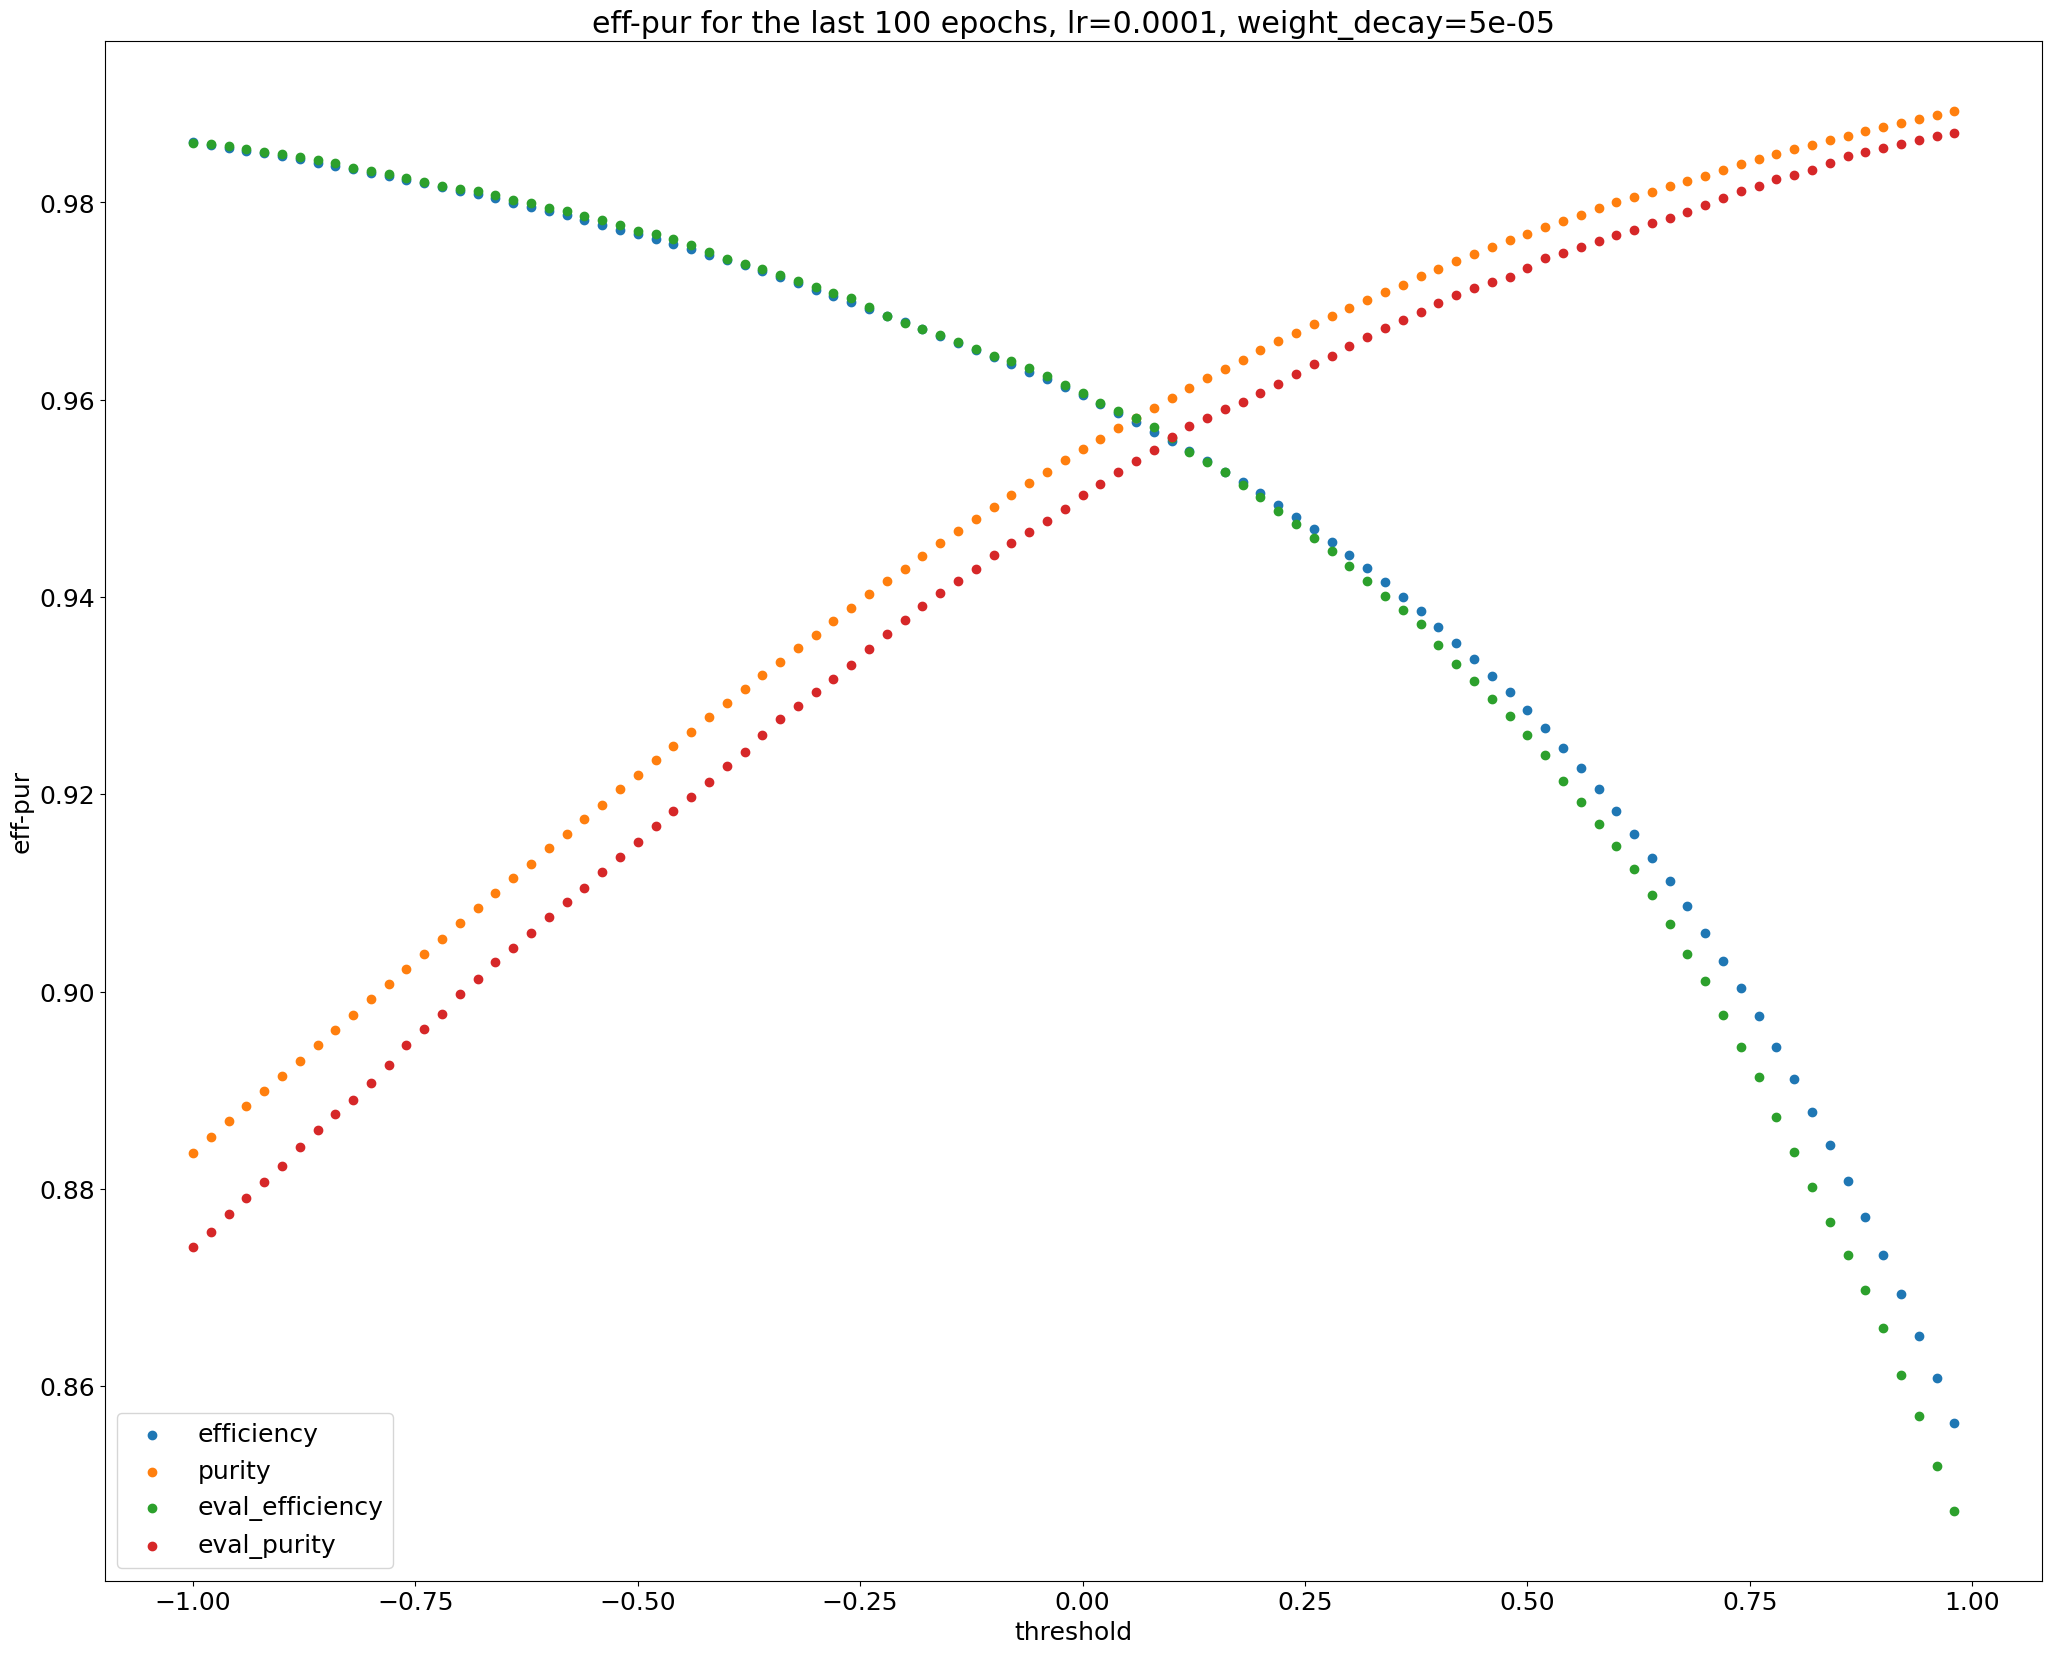 eff-pur for the last 100 epochs, lr=0.0001, weight_decay=5e-05
0.98
0.96
0.94
0.92
0.90
0.88
0.86
eff-pur
efficiency
purity
eval_efficiency
eval_purity
−1.00 −0.75 −0.50 −0.25 0.00 0.25 0.50 0.75 1.00
threshold